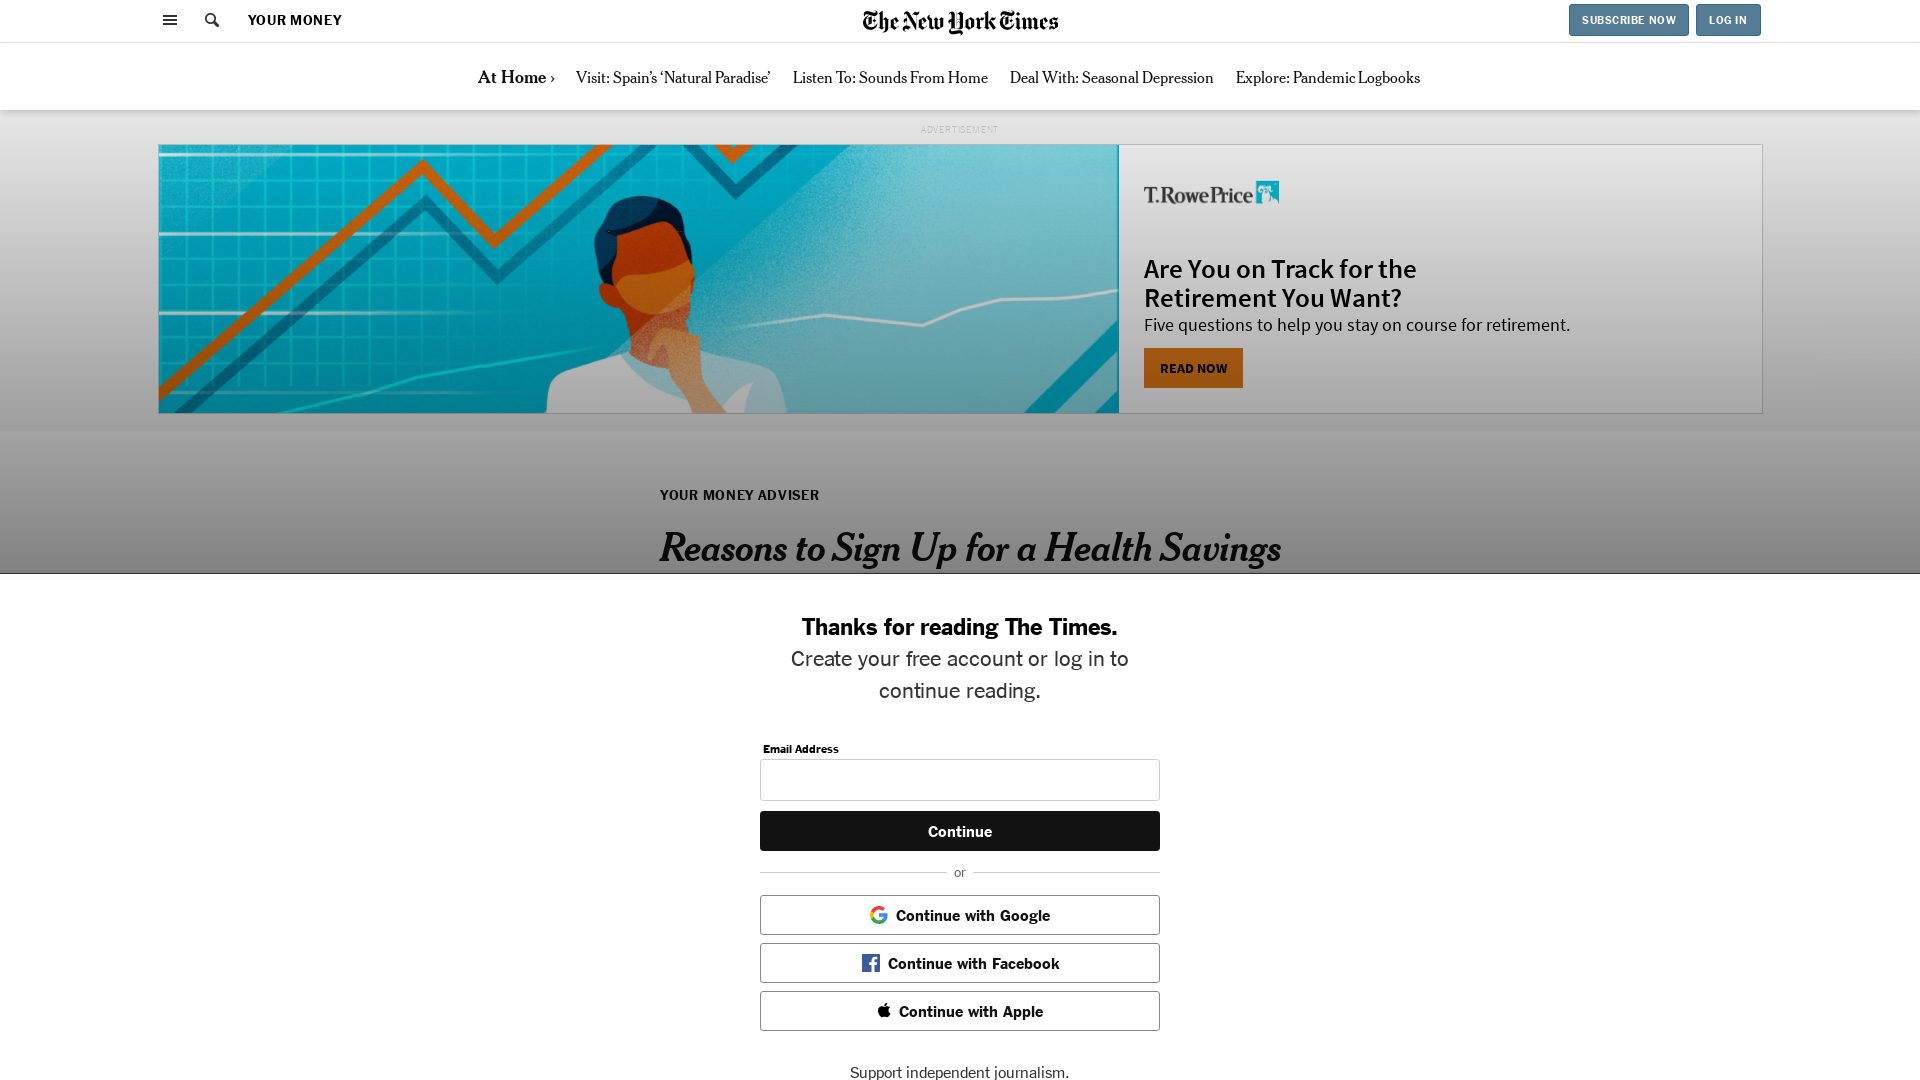 YOUR MONEY
The New York Times
SUBSCRIBE NOW
LOG IN
At Home ›
Visit: Spain’s ‘Natural Paradise’
Listen To: Sounds From Home
Deal With: Seasonal Depression
Explore: Pandemic Logbooks
ADVERTISEMENT
T.RowePrice
Are You on Track for the
Retirement You Want?
Five questions to help you stay on course for retirement.
READ NOW
YOUR MONEY ADVISER
Reasons to Sign Up for a Health Savings
Thanks for reading The Times.
Create your free account or log in to
continue reading.
Email Address
Continue
or
Continue with Google
Continue with Facebook
Continue with Apple
Support independent journalism.